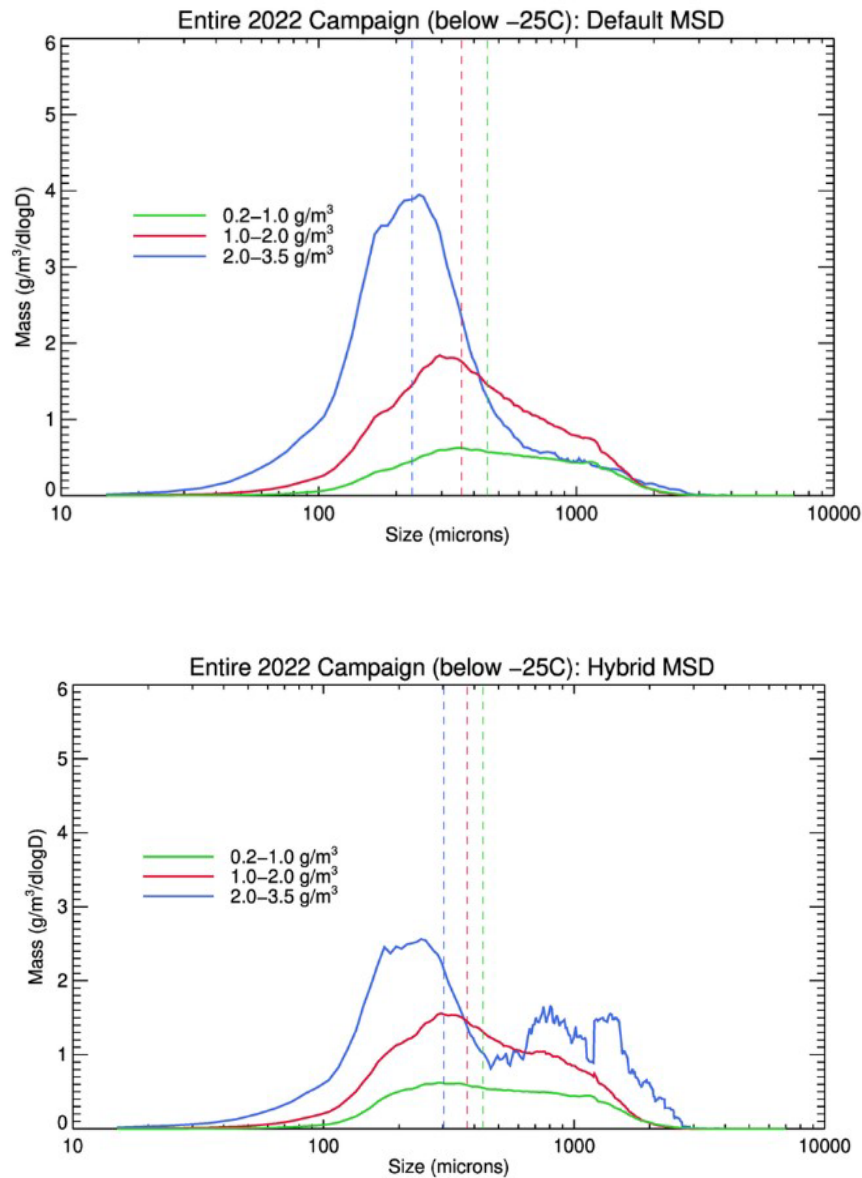 Entire 2022 Campaign (below −25C): Default MSD
6
5
4
3
2
1
0
Mass (g/m³/dlogD)
0.2−1.0 g/m³
1.0−2.0 g/m³
2.0−3.5 g/m³
10 100 1000 10000
Size (microns)
Entire 2022 Campaign (below −25C): Hybrid MSD
6
5
4
3
2
1
0
Mass (g/m³/dlogD)
0.2−1.0 g/m³
1.0−2.0 g/m³
2.0−3.5 g/m³
10 100 1000 10000
Size (microns)